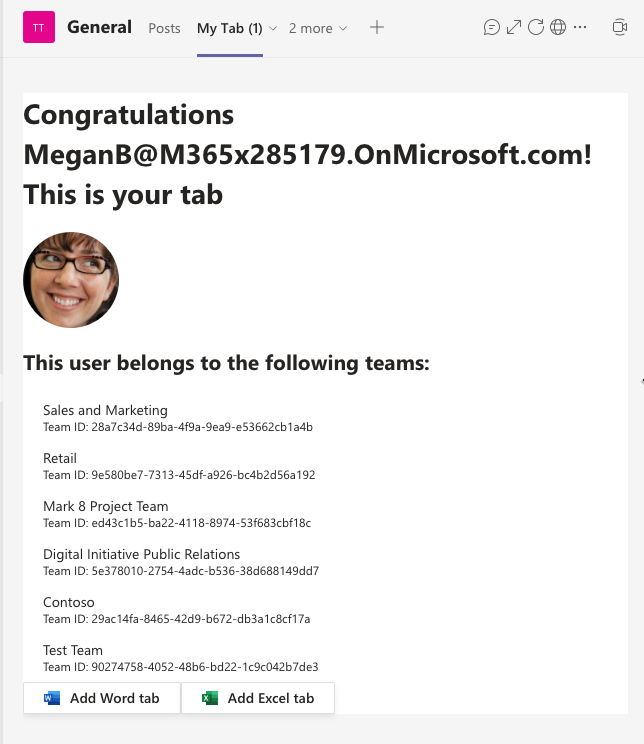 TT General Posts My Tab (1) 2 more
Congratulations
MeganB@M365x285179.OnMicrosoft.com!
This is your tab
This user belongs to the following teams:
Sales and Marketing
Team ID: 28a7c34d-89ba-4f9a-9ea9-e53662cb1a4b
Retail
Team ID: 9e580be7-7313-45df-a926-bc4b2d56a192
Mark 8 Project Team
Team ID: ed43c1b5-ba22-4118-8974-53f683cbf18c
Digital Initiative Public Relations
Team ID: 5e378010-2754-4adc-b536-38d688149dd7
Contoso
Team ID: 29ac14fa-8465-42d9-b672-db3a1c8cf17a
Test Team
Team ID: 90274758-4052-48b6-bd22-1c9c042b7de3
Add Word tab Add Excel tab